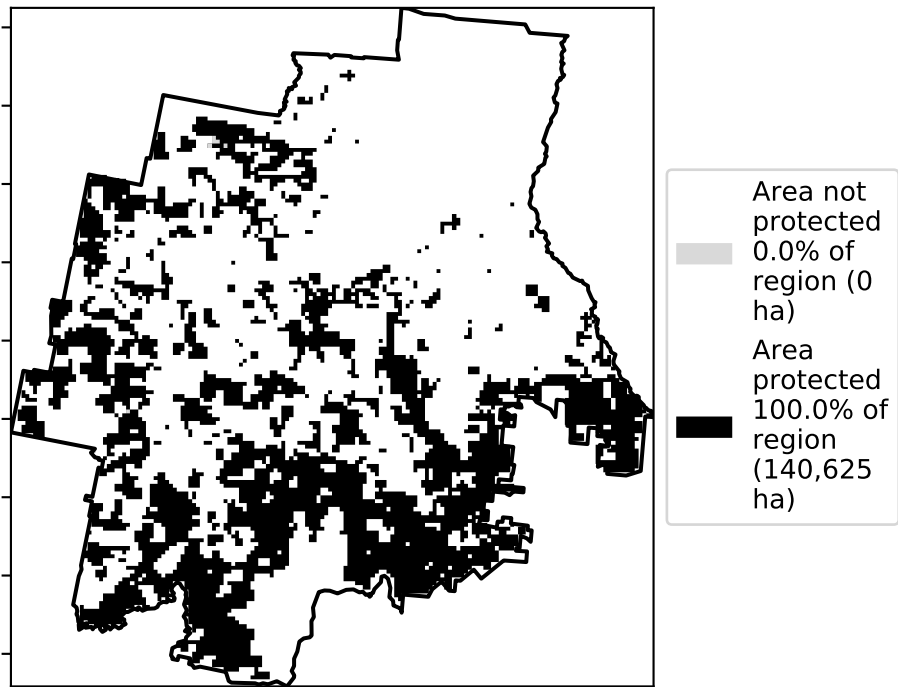 Area not
protected
0.0% of
region (0
ha)
Area
protected
100.0% of
region
(140,625
ha)